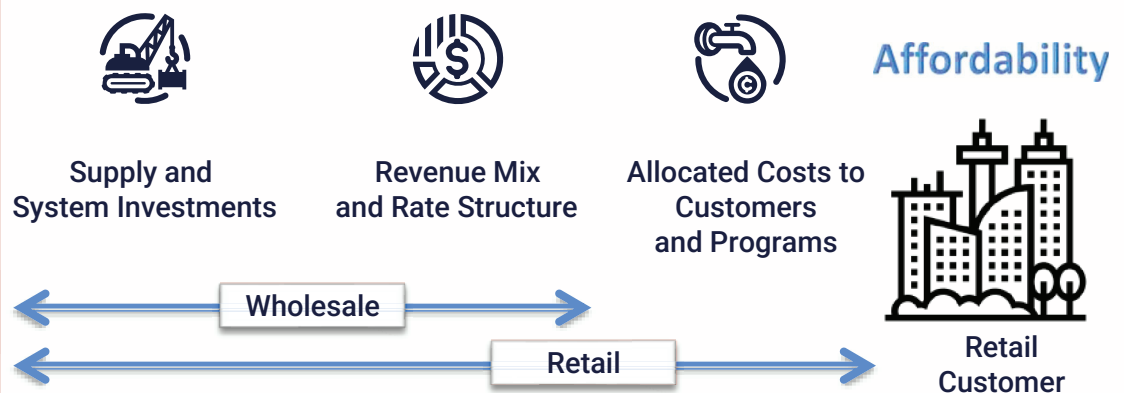 Affordability
Supply and
System Investments
Revenue Mix
and Rate Structure
Allocated Costs to
Customers
and Programs
Wholesale
Retail
Retail
Customer